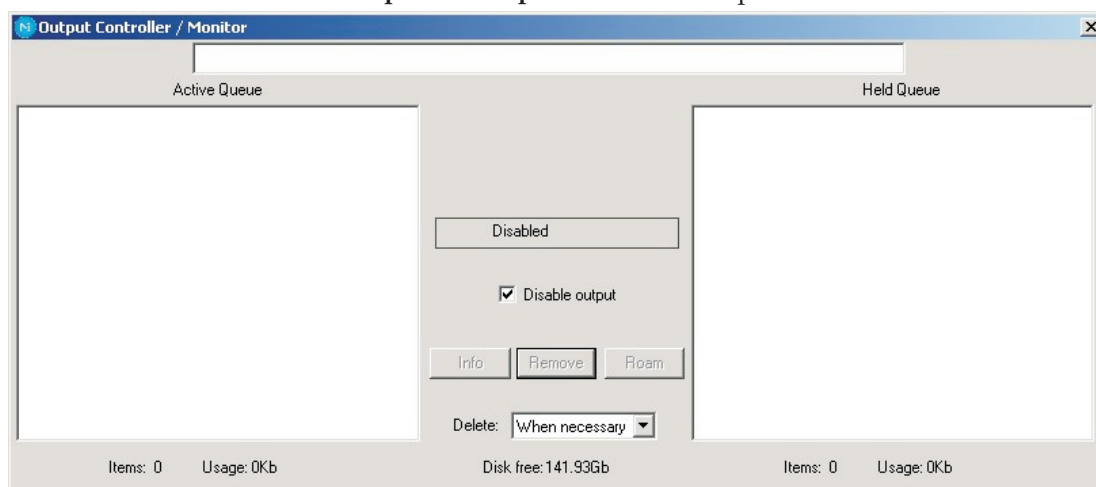 Output Controller / Monitor
Active Queue
Held Queue
Disabled
Disable output
Info
Remove
Roam
Delete: When necessary
Items: 0 Usage: 0Kb
Disk free: 141.93Gb
Items: 0 Usage: 0Kb